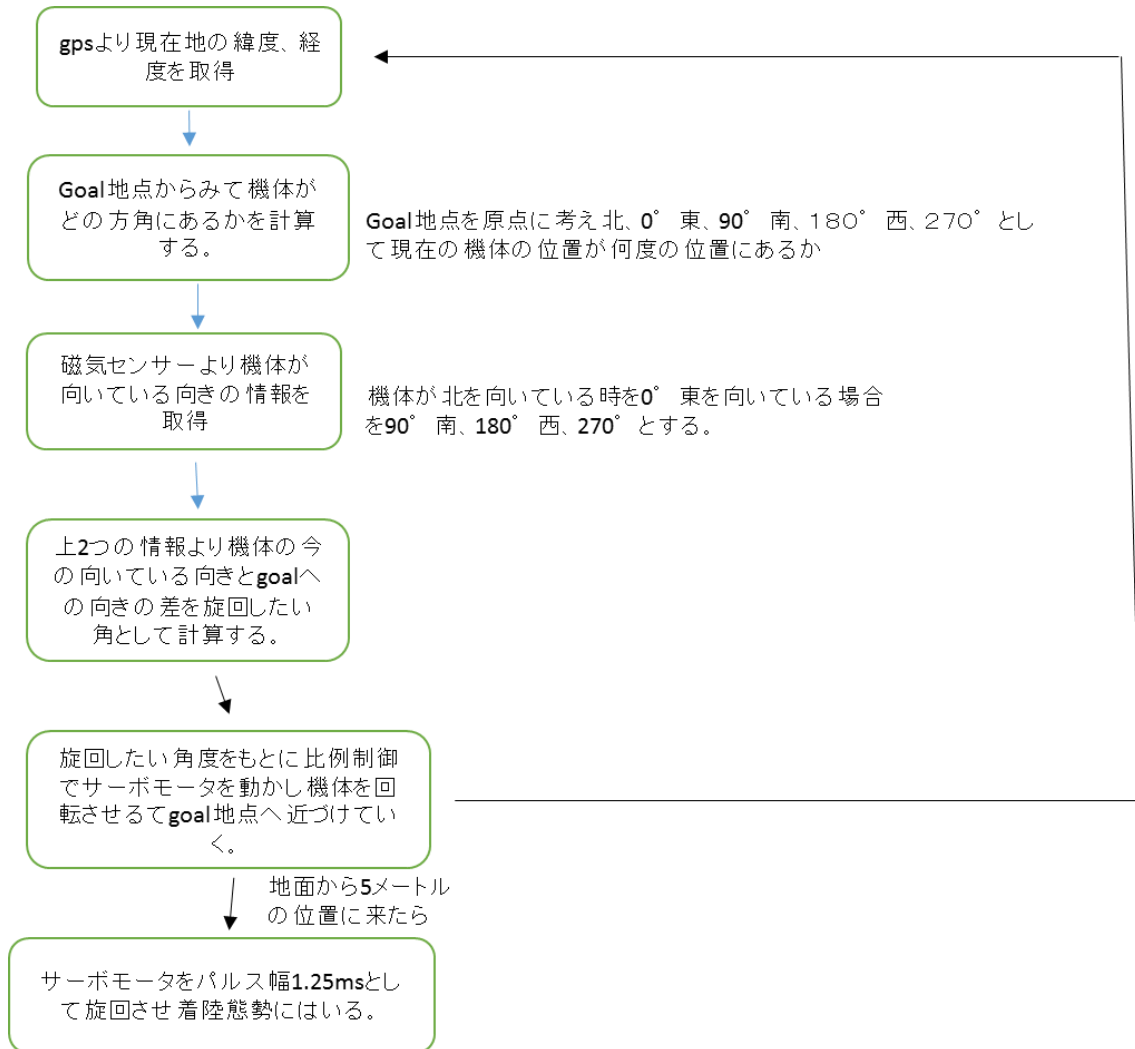 gpsより現在地の緯度、経
度を取得
Goal地点からみて機体が
どの方角にあるかを計算
する。
Goal地点を原点に考え北、0°東、90°南、１８０°西、２７０°とし
て現在の機体の位置が何度の位置にあるか
磁気センサーより機体が
向いている向きの情報を
取得
機体が北を向いている時を0°東を向いている場合
を90°南、180°西、270°とする。
上2つの情報より機体の今
の向いている向きとgoalへ
の向きの差を旋回したい
角として計算する。
旋回したい角度をもとに比例制御
でサーボモータを動かし機体を回
転させるてgoal地点へ近づけてい
く。
地面から5メートル
の位置に来たら
サーボモータをパルス幅1.25msとし
て旋回させ着陸態勢にはいる。